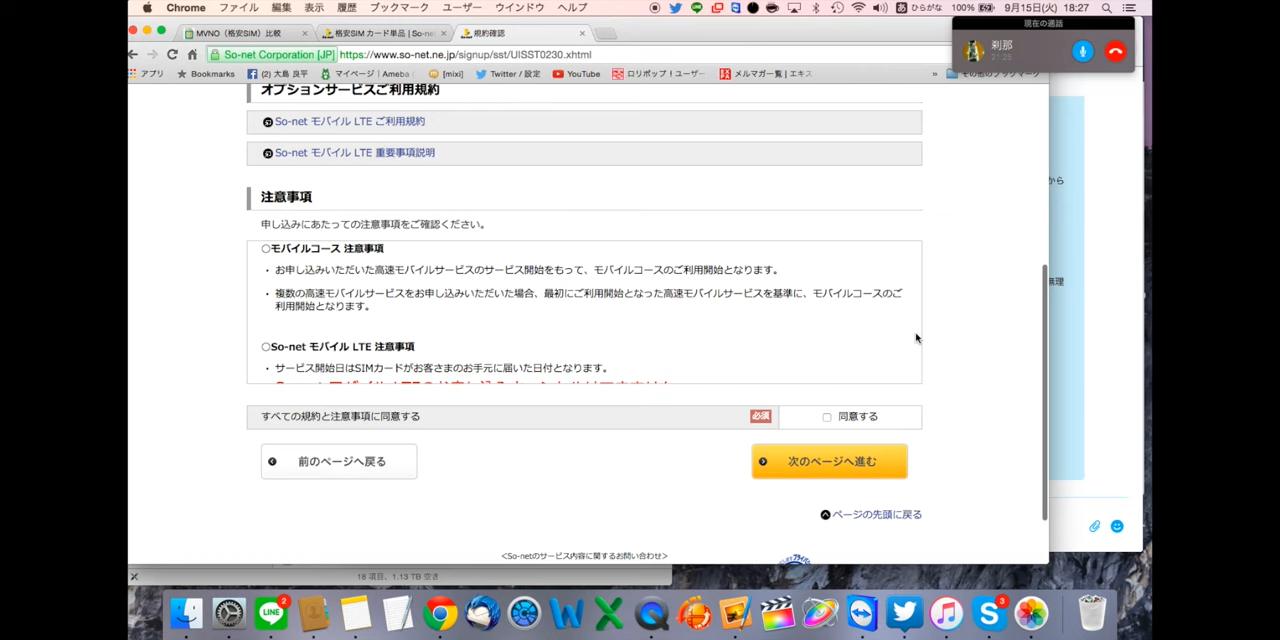 Chrome ファイル 編集 表示 履歴 ブックマーク ユーザー ウインドウ ヘルプ 100% あ ひらがな 9月15日(火) 18:27
現在の通話
刹那
21:25
MVNO（格安SIM）比較 格安SIM カード単品 | So-net 規約確認
So-net Corporation [JP] https://www.so-net.ne.jp/signup/sst/UISST0230.xhtml
アプリ Bookmarks (2) 大島 良平 マイページ | Ameba [mixi] Twitter / 設定 YouTube ロリポップ！ユーザー メルマガ一覧 | エキス » その他のブックマーク
オプションサービスご利用規約
So-net モバイル LTE ご利用規約
So-net モバイル LTE 重要事項説明
から
注意事項
申し込みにあたっての注意事項をご確認ください。
○モバイルコース 注意事項
・ お申し込みいただいた高速モバイルサービスのサービス開始をもって、モバイルコースのご利用開始となります。
・ 複数の高速モバイルサービスをお申し込みいただいた場合、最初にご利用開始となった高速モバイルサービスを基準に、モバイルコースのご
利用開始となります。
無理
○So-net モバイル LTE 注意事項
・ サービス開始日はSIMカードがお客さまのお手元に届いた日付となります。
すべての規約と注意事項に同意する 必須 同意する
前のページへ戻る 次のページへ進む
ページの先頭に戻る
<So-netのサービス内容に関するお問い合わせ>
18 項目、1.13 TB 空き
2
3